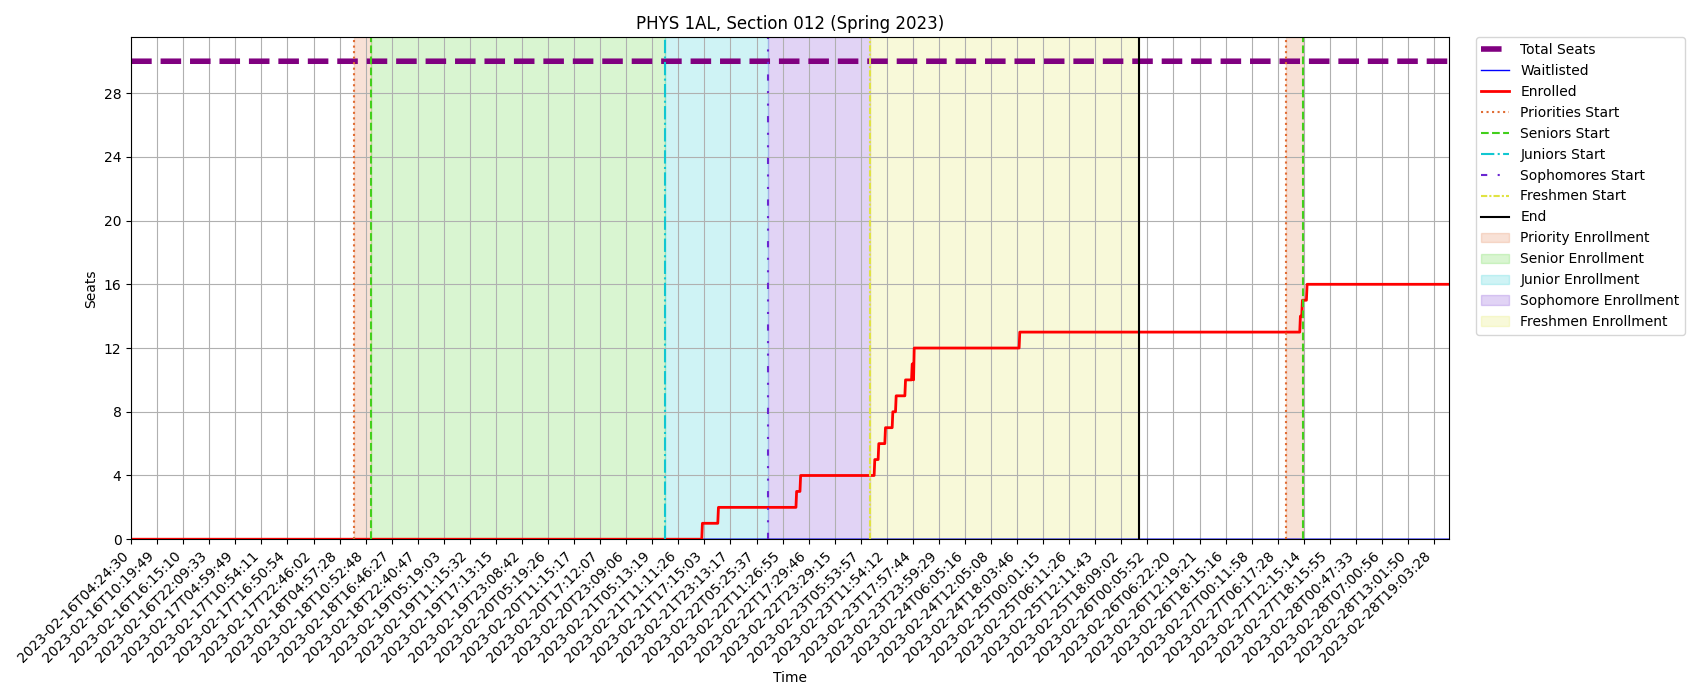 PHYS 1AL, Section 012 (Spring 2023)
Seats
28
24
20
16
12
8
4
0
2023-02-16T04:24:30
2023-02-16T10:19:49
2023-02-16T16:15:10
2023-02-16T22:09:33
2023-02-17T04:59:49
2023-02-17T10:54:11
2023-02-17T16:50:54
2023-02-17T22:46:02
2023-02-18T04:57:28
2023-02-18T10:52:48
2023-02-18T16:46:27
2023-02-18T22:40:47
2023-02-19T05:19:03
2023-02-19T11:15:32
2023-02-19T17:13:15
2023-02-19T23:08:42
2023-02-20T05:19:26
2023-02-20T11:15:17
2023-02-20T17:12:07
2023-02-20T23:09:06
2023-02-21T05:13:19
2023-02-21T11:11:26
2023-02-21T17:15:03
2023-02-21T23:13:17
2023-02-22T05:25:37
2023-02-22T11:26:55
2023-02-22T17:29:46
2023-02-22T23:29:15
2023-02-23T05:53:57
2023-02-23T11:54:12
2023-02-23T17:57:44
2023-02-23T23:59:29
2023-02-24T06:05:16
2023-02-24T12:05:08
2023-02-24T18:03:46
2023-02-25T00:01:15
2023-02-25T06:11:26
2023-02-25T12:11:43
2023-02-25T18:09:02
2023-02-26T00:05:52
2023-02-26T06:22:20
2023-02-26T12:19:21
2023-02-26T18:15:16
2023-02-27T00:11:58
2023-02-27T06:17:28
2023-02-27T12:15:14
2023-02-27T18:15:55
2023-02-28T00:47:33
2023-02-28T07:00:56
2023-02-28T13:01:50
2023-02-28T19:03:28
Time
Total Seats
Waitlisted
Enrolled
Priorities Start
Seniors Start
Juniors Start
Sophomores Start
Freshmen Start
End
Priority Enrollment
Senior Enrollment
Junior Enrollment
Sophomore Enrollment
Freshmen Enrollment